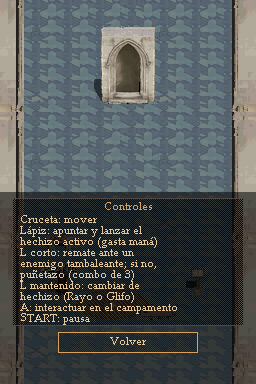 Controles
Cruceta: mover
Lápiz: apuntar y lanzar el
hechizo activo (gasta maná)
L corto: remate ante un
enemigo tambaleante; si no,
puñetazo (combo de 3)
L mantenido: cambiar de
hechizo (Rayo o Glifo)
A: interactuar en el campamento
START: pausa
Volver